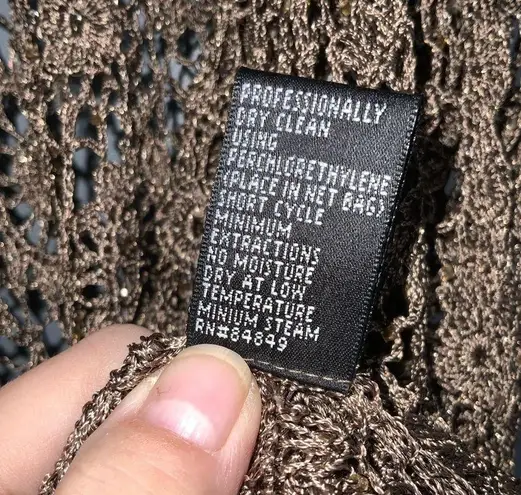 PROFESSIONALLY
DRY CLEAN
USING
PERCHLORETHYLENE
(PLACE IN NET BAG)
SHORT CYCLE
MINIMUM
EXTRACTIONS
NO MOISTURE
DRY AT LOW
TEMPERATURE
MINIUM STEAM
RN#84849